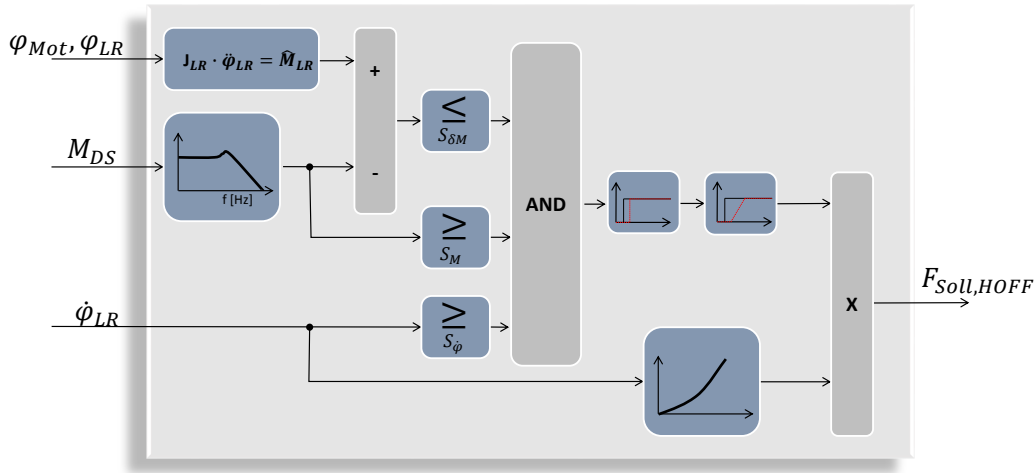 φ_Mot, φ_LR
J_LR · φ̈_LR = M̂_LR
+
≤
S_δM
M_DS
f [Hz]
-
AND
≥
S_M
F_Soll,HOFF
φ̇_LR
≥
S_φ̇
X